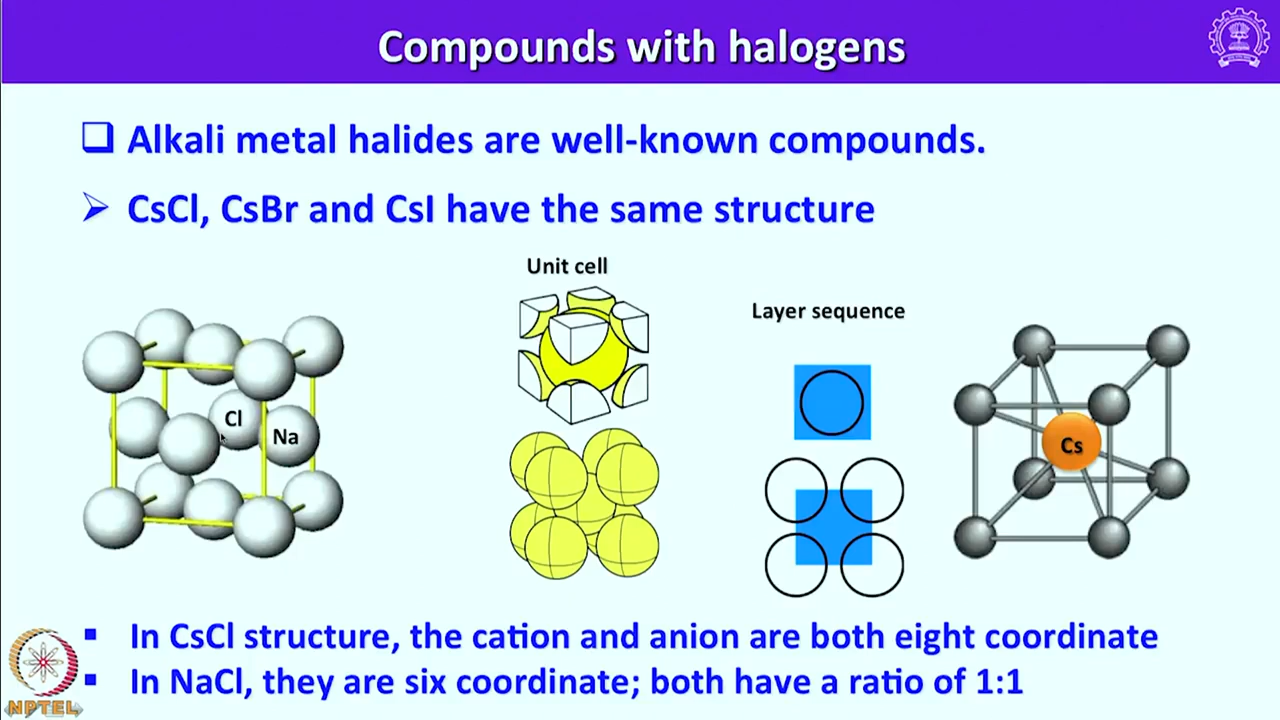 Compounds with halogens
Alkali metal halides are well-known compounds.
CsCl, CsBr and CsI have the same structure
Unit cell
Layer sequence
Cl
Na
Cs
In CsCl structure, the cation and anion are both eight coordinate
In NaCl, they are six coordinate; both have a ratio of 1:1
NPTEL